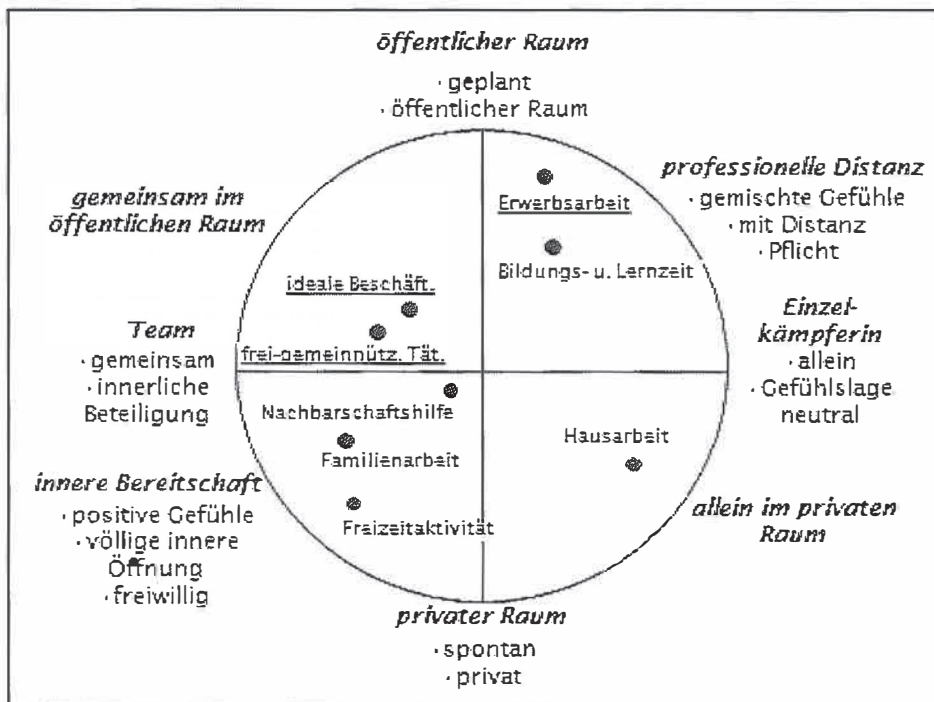 öffentlicher Raum
· geplant
· öffentlicher Raum
professionelle Distanz
· gemischte Gefühle
· mit Distanz
· Pflicht
gemeinsam im
öffentlichen Raum
Erwerbsarbeit
Bildungs- u. Lernzeit
ideale Beschäft.
Team
· gemeinsam
· innerliche
Beteiligung
frei-gemeinnütz. Tät.
Einzel-
kämpferin
· allein
· Gefühlslage
neutral
Nachbarschaftshilfe
Familienarbeit
Freizeitaktivität
Hausarbeit
innere Bereitschaft
· positive Gefühle
· völlige innere
Öffnung
· freiwillig
allein im privaten
Raum
privater Raum
· spontan
· privat